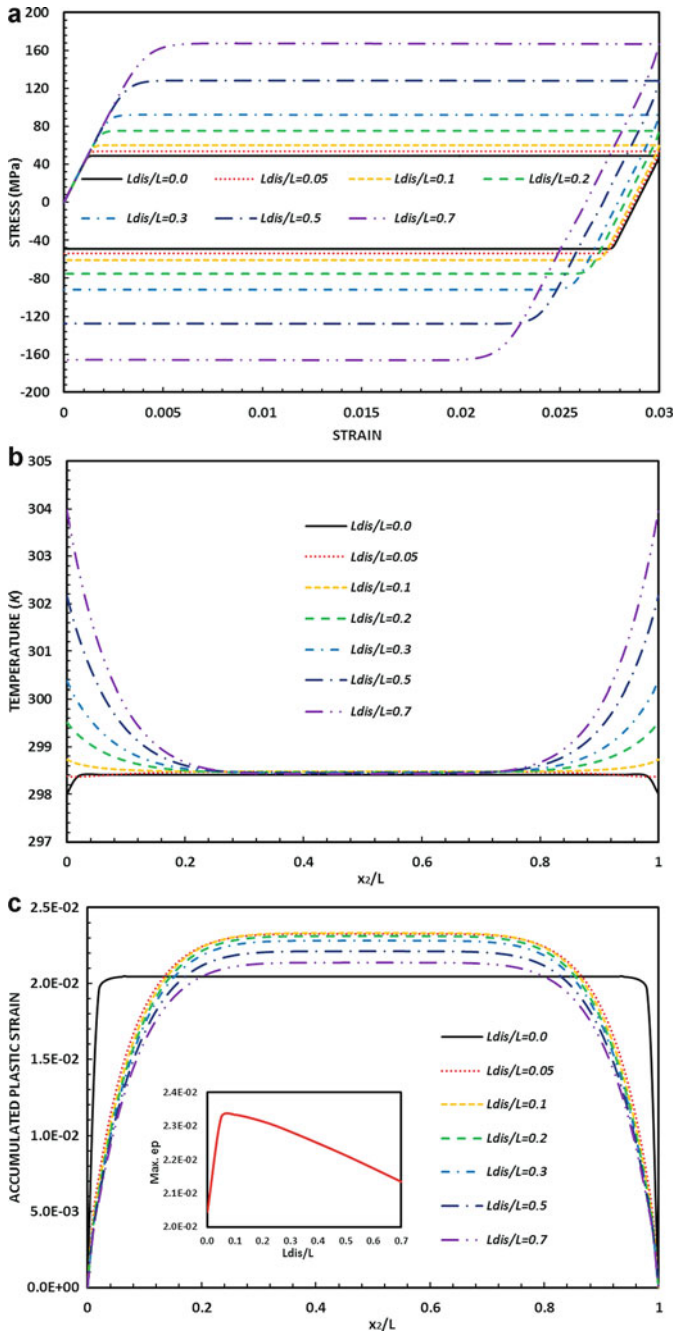 a
200
160
120
80
40
0
-40
-80
-120
-160
-200
STRESS (MPa)
Ldis/L=0.0 Ldis/L=0.05 Ldis/L=0.1 Ldis/L=0.2
Ldis/L=0.3 Ldis/L=0.5 Ldis/L=0.7
0 0.005 0.01 0.015 0.02 0.025 0.03
STRAIN
b
305
304
303
302
301
300
299
298
297
TEMPERATURE (K)
Ldis/L=0.0
Ldis/L=0.05
Ldis/L=0.1
Ldis/L=0.2
Ldis/L=0.3
Ldis/L=0.5
Ldis/L=0.7
0 0.2 0.4 0.6 0.8 1
x2/L
c
2.5E-02
2.0E-02
1.5E-02
1.0E-02
5.0E-03
0.0E+00
ACCUMULATED PLASTIC STRAIN
Ldis/L=0.0
Ldis/L=0.05
Ldis/L=0.1
Ldis/L=0.2
Ldis/L=0.3
Ldis/L=0.5
Ldis/L=0.7
2.4E-02
2.3E-02
2.2E-02
2.1E-02
2.0E-02
Max. ep
0.0 0.1 0.2 0.3 0.4 0.5 0.6 0.7
Ldis/L
0 0.2 0.4 0.6 0.8 1
x2/L